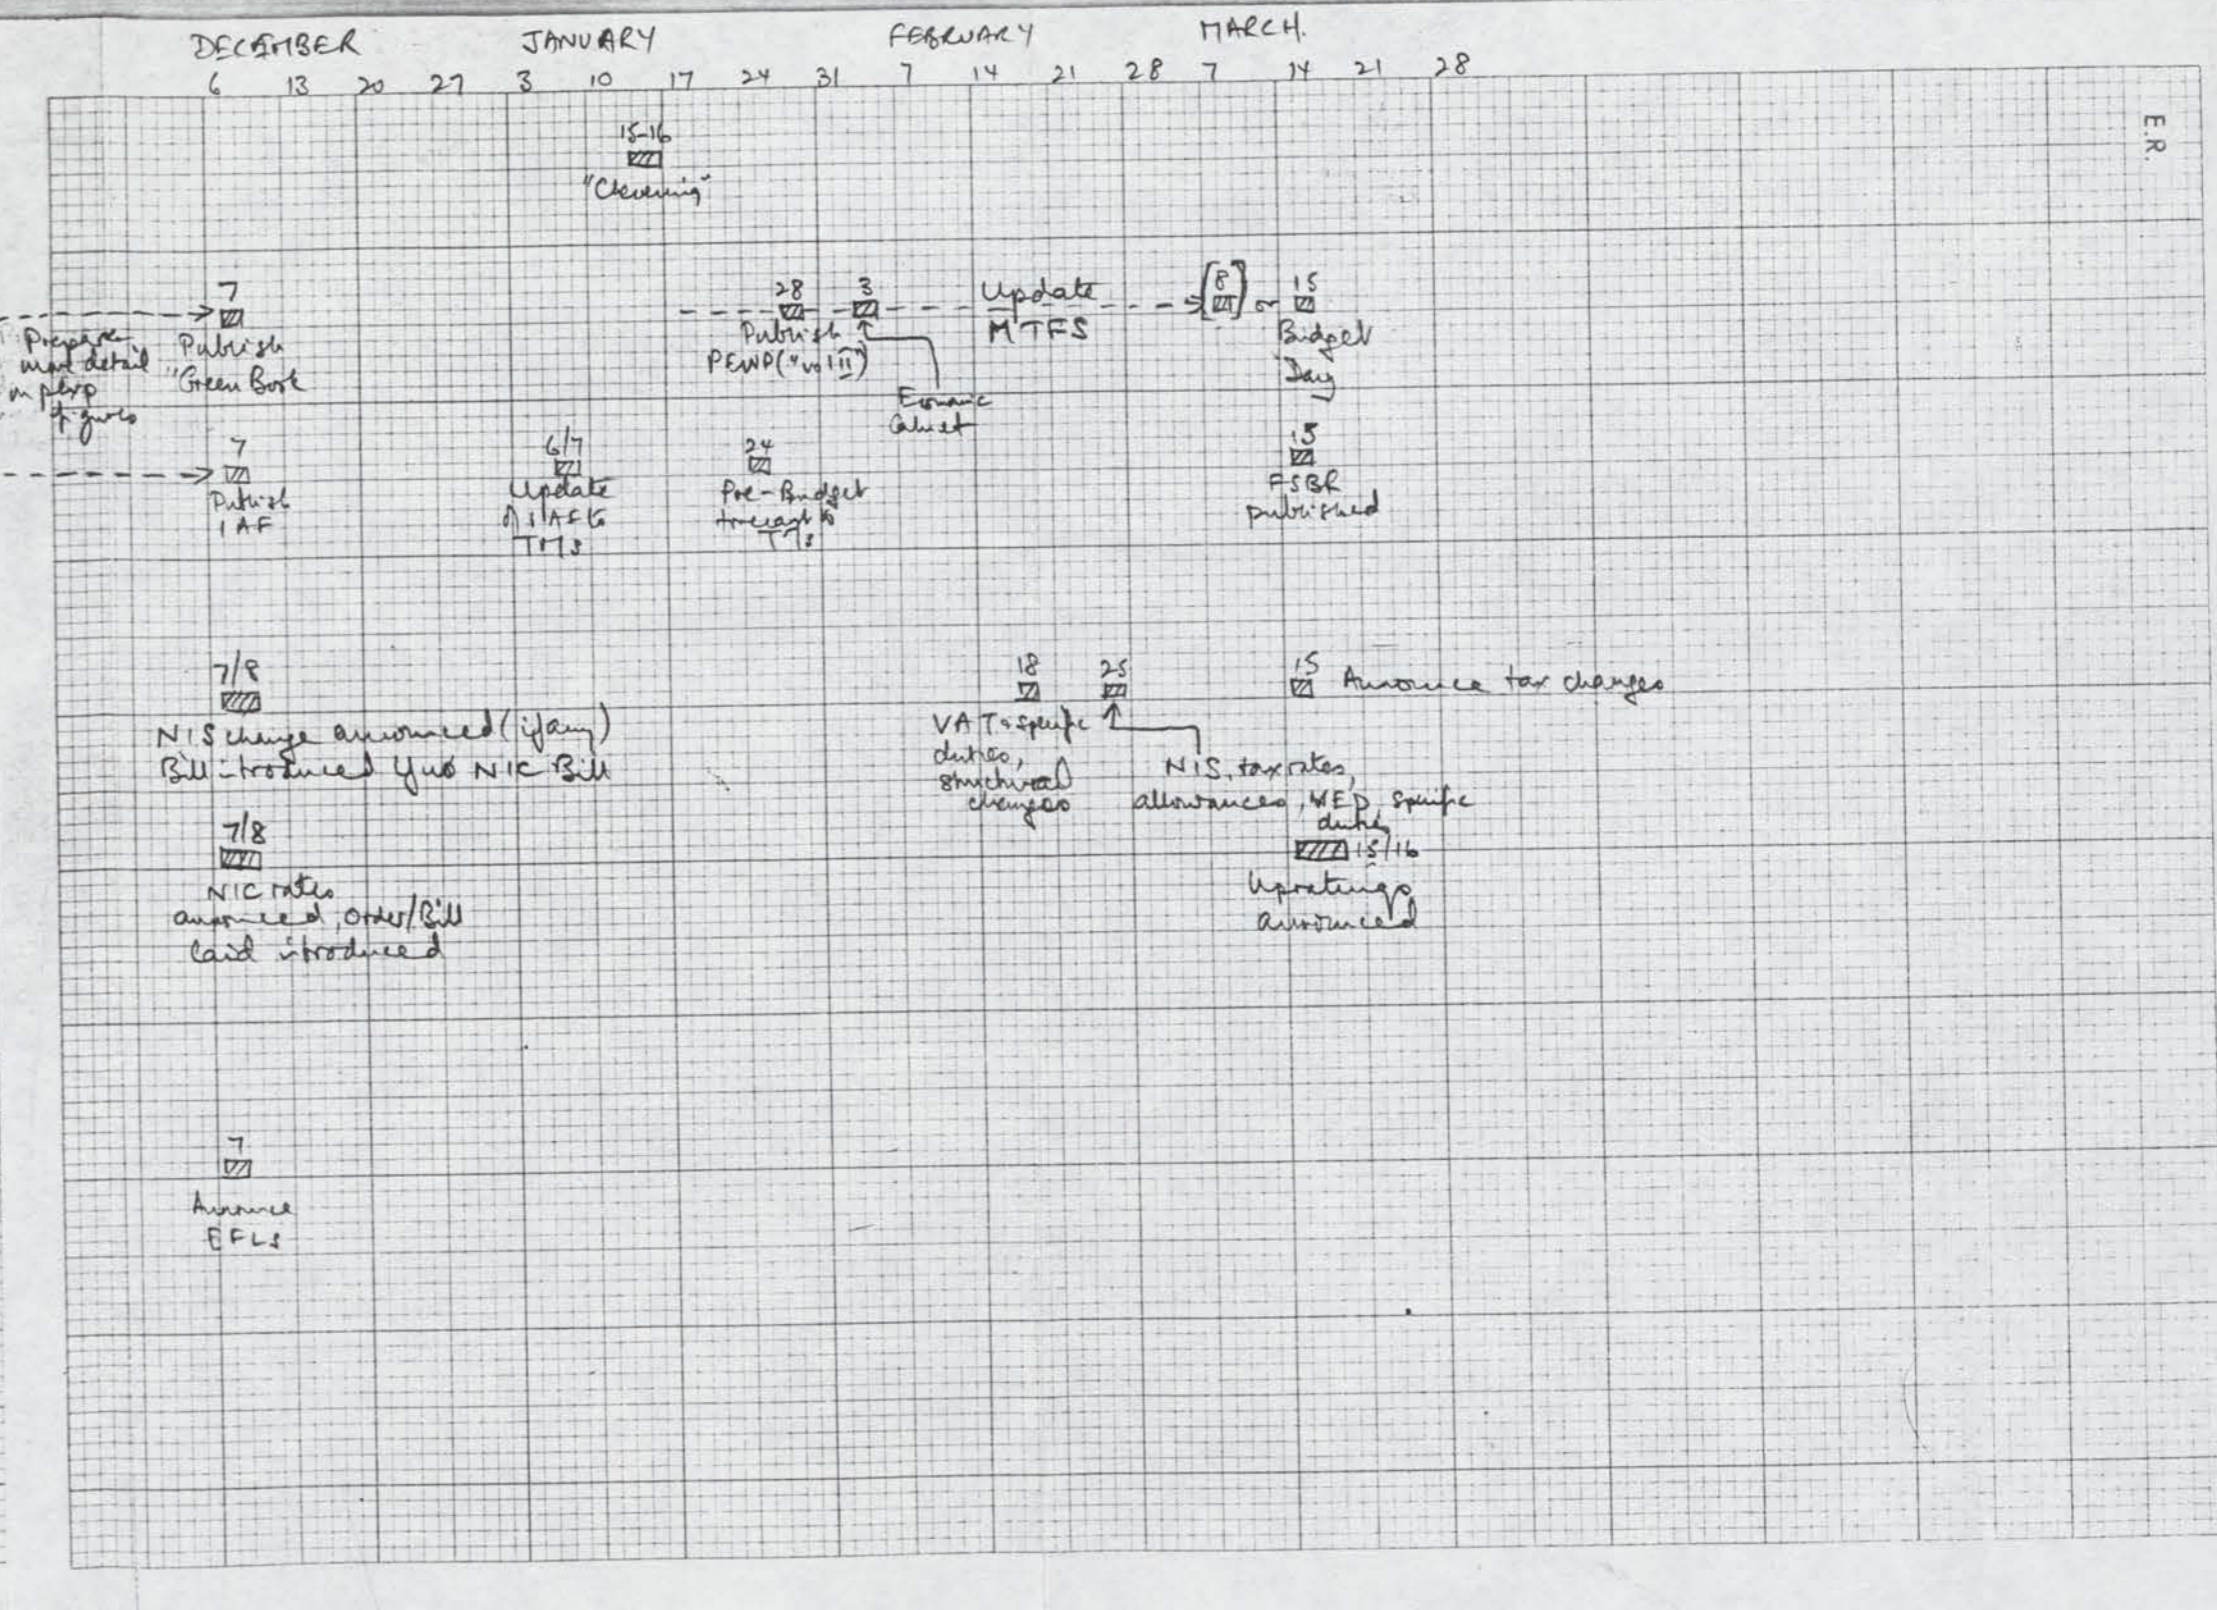 DECEMBER JANUARY FEBRUARY MARCH.
6 13 20 27 3 10 17 24 31 7 14 21 28 7 14 21 28
E.R.
15-16
"Chevening"
7
Prepare
more detail
on pexp
figures
Publish
"Green Book
28
Publish
PEWP ("vol II")
3
Economic
Cabinet
Update
MTFS
[8] or 15
Budget
Day
7
Publish
IAF
6/7
Update
of IAF to
TMs
24
Pre-Budget
forecast to
TMs
15
FSBR
published
7/8
NIS change announced (if any)
Bill introduced NIC Bill
18
VAT + specific
duties,
structural
changes
25
NIS, tax rates,
allowances, specific
duties
15 Announce tax changes
7/8
NIC rates
announced, order/Bill
laid introduced
15/16
Upratings
announced
7
Announce
EFLs